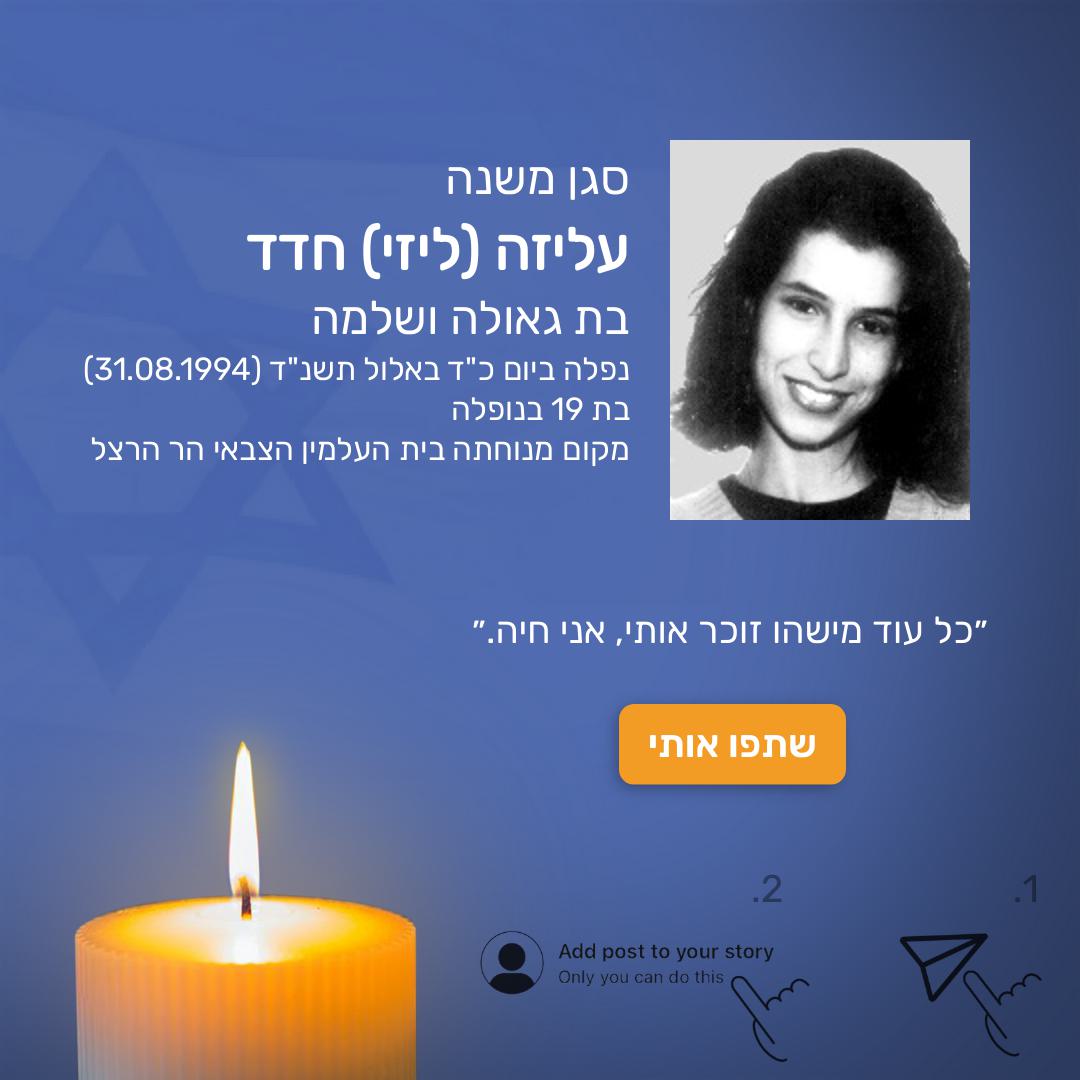 סגן משנה
עליזה (ליזי) חדד
בת גאולה ושלמה
נפלה ביום כ"ד באלול תשנ"ד (31.08.1994)
בת 19 בנופלה
מקום מנוחתה בית העלמין הצבאי הר הרצל
״כל עוד מישהו זוכר אותי, אני חיה.״
שתפו אותי
.1
.2
Add post to your story
Only you can do this